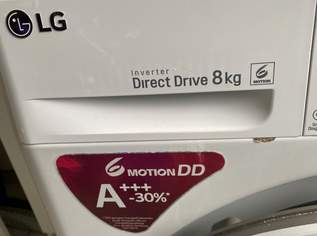 LG
Inverter
Direct Drive 8kg
6
MOTION
6 MOTION DD
A+++
-30%*